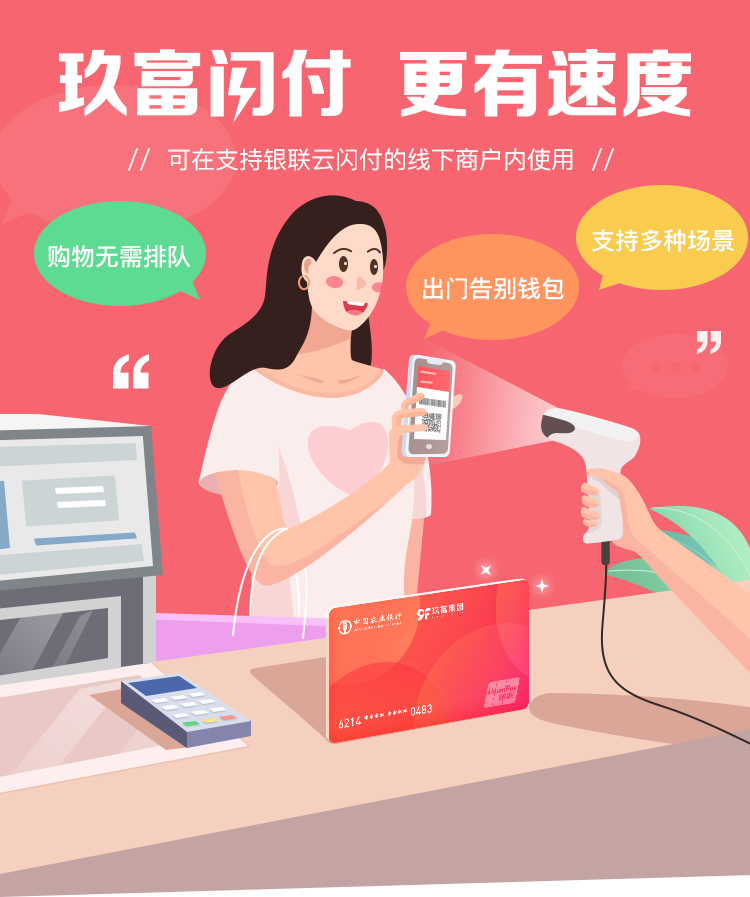 玖富闪付 更有速度
// 可在支持银联云闪付的线下商户内使用 //
支持多种场景
购物无需排队
出门告别钱包
中国农业银行
9F 玖富集团
UnionPay
银联
6214 **** **** 0483